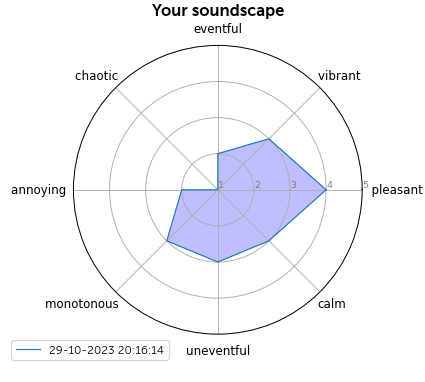 Your soundscape
eventful
chaotic
vibrant
annoying
1 2 3 4 5
pleasant
monotonous
calm
uneventful
29-10-2023 20:16:14